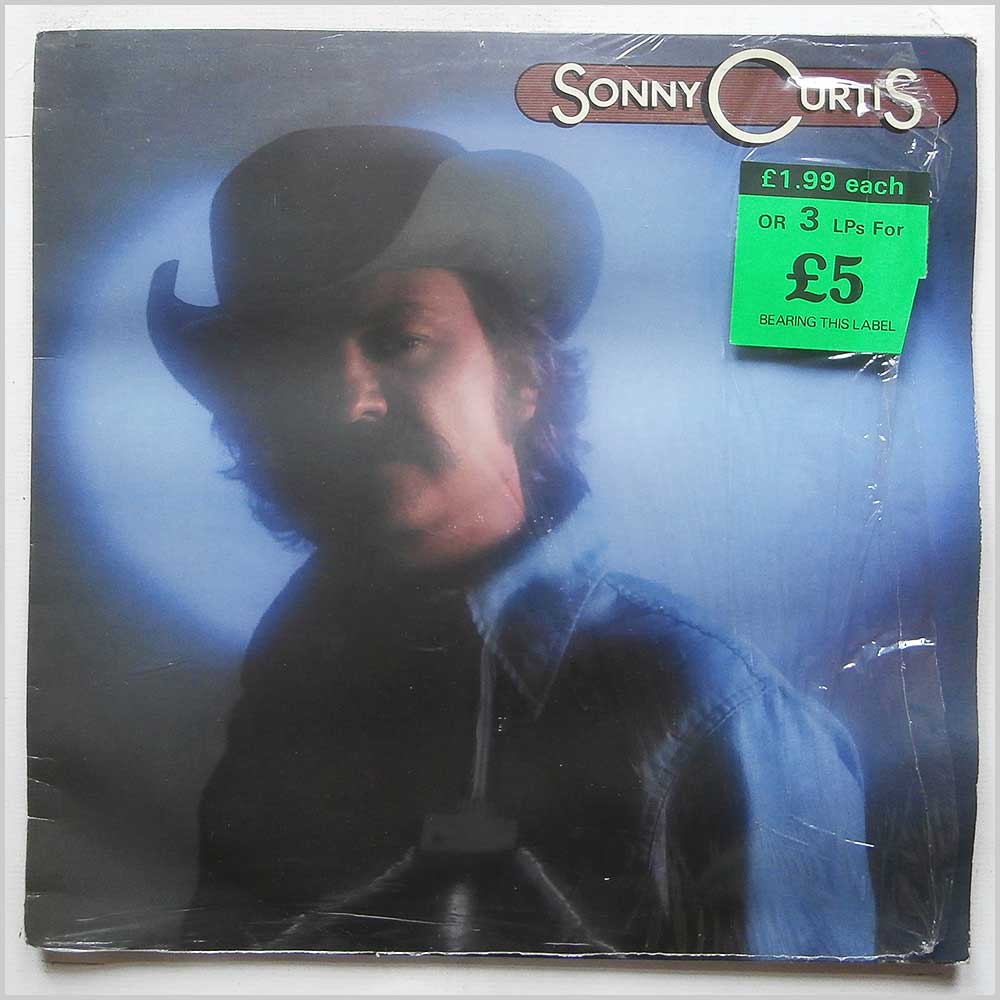 SONNY CURTIS
£1.99 each
OR 3 LPs For
£5
BEARING THIS LABEL